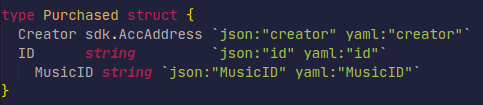 type Purchased struct {
  Creator sdk.AccAddress `json:"creator" yaml:"creator"`
  ID      string         `json:"id" yaml:"id"`
    MusicID string `json:"MusicID" yaml:"MusicID"`
}